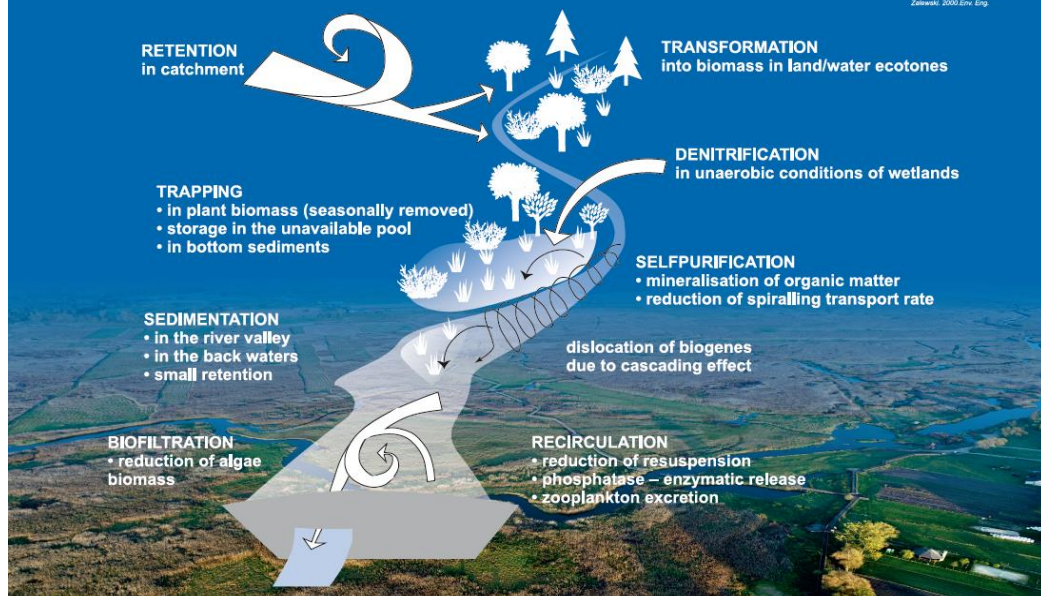 Zalewski. 2000.Env. Eng.
RETENTION
in catchment
TRANSFORMATION
into biomass in land/water ecotones
DENITRIFICATION
in unaerobic conditions of wetlands
TRAPPING
• in plant biomass (seasonally removed)
• storage in the unavailable pool
• in bottom sediments
SELFPURIFICATION
• mineralisation of organic matter
• reduction of spiralling transport rate
SEDIMENTATION
• in the river valley
• in the back waters
• small retention
dislocation of biogenes
due to cascading effect
BIOFILTRATION
• reduction of algae
biomass
RECIRCULATION
• reduction of resuspension
• phosphatase – enzymatic release
• zooplankton excretion